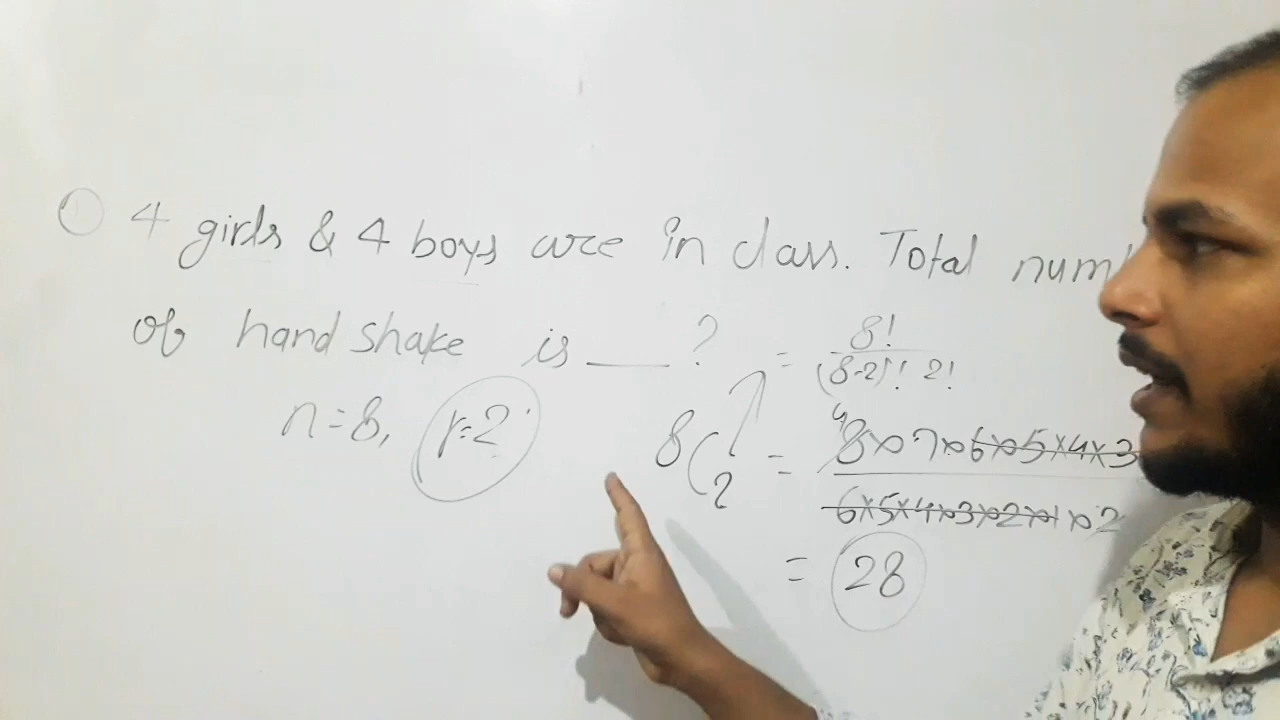 ① 4 girls & 4 boys are in class. Total num
of hand shake is ___ ?
n=8, r=2
8C2 = 8! / (8-2)! 2!
= 8×7×6×5×4×3 / 6×5×4×3×2×1×2
4
= 28